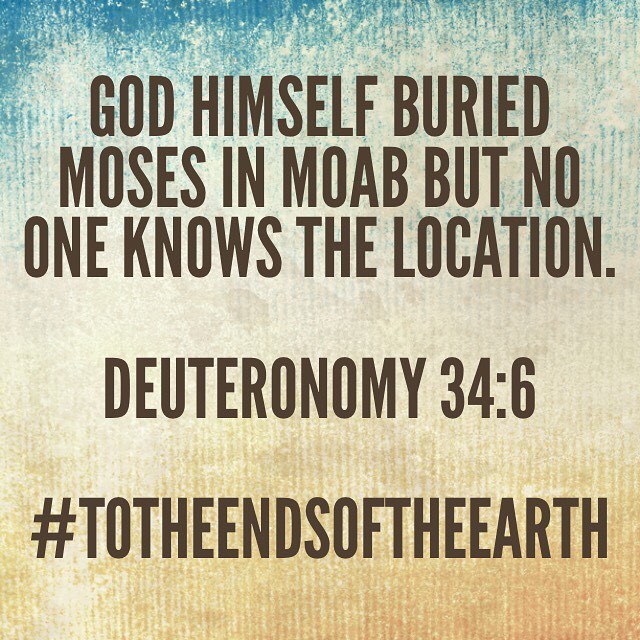 GOD HIMSELF BURIED
MOSES IN MOAB BUT NO
ONE KNOWS THE LOCATION.
DEUTERONOMY 34:6
#TOTHEENDSOFTHEEARTH